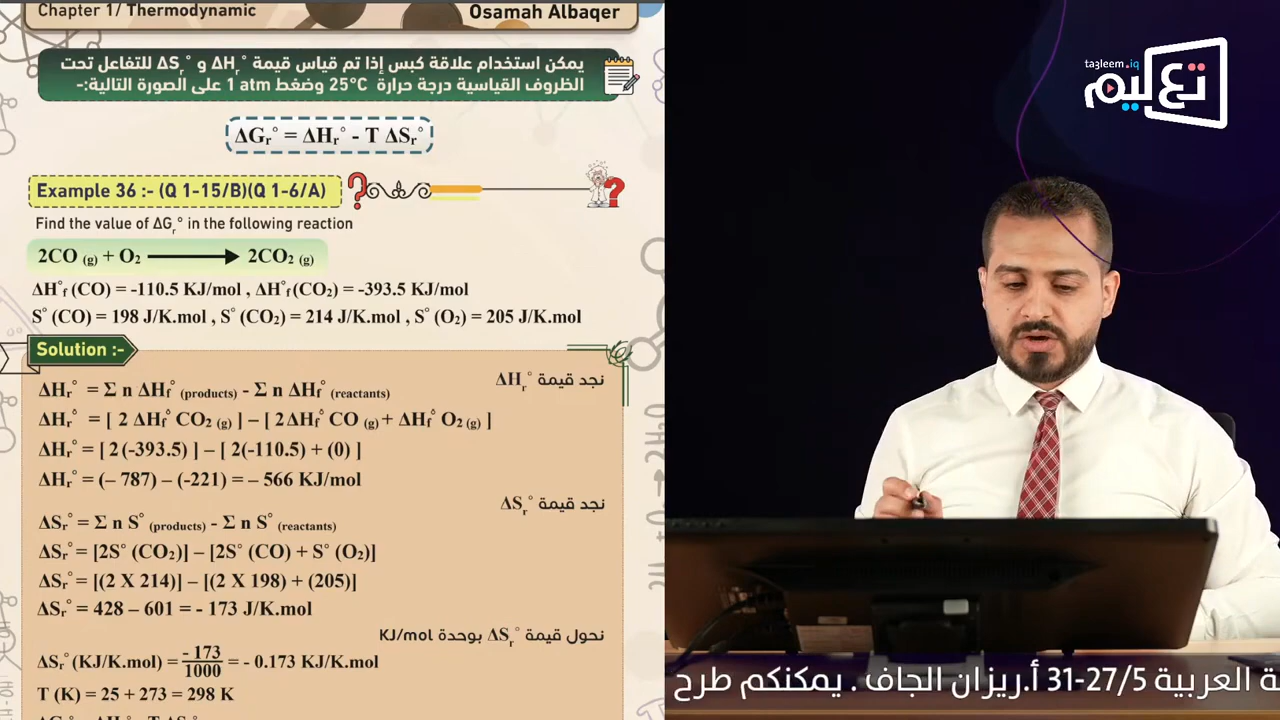 Chapter 1/ Thermodynamic
Osamah Albaqer
يمكن استخدام علاقة كبس إذا تم قياس قيمة ΔHr° و ΔSr° للتفاعل تحت
الظروف القياسية درجة حرارة 25°C وضغط 1 atm على الصورة التالية:-
ΔGr° = ΔHr° - T ΔSr°
Example 36 :- (Q 1-15/B)(Q 1-6/A)
Find the value of ΔGr° in the following reaction
2CO (g) + O2 ⟶ 2CO2 (g)
ΔH°f (CO) = -110.5 KJ/mol , ΔH°f (CO2) = -393.5 KJ/mol
S° (CO) = 198 J/K.mol , S° (CO2) = 214 J/K.mol , S° (O2) = 205 J/K.mol
Solution :-
نجد قيمة ΔHr°
ΔHr° = Σ n ΔHf° (products) - Σ n ΔHf° (reactants)
ΔHr° = [ 2 ΔHf° CO2 (g) ] – [ 2ΔHf° CO (g) + ΔHf° O2 (g) ]
ΔHr° = [ 2(-393.5) ] – [ 2(-110.5) + (0) ]
ΔHr° = (– 787) – (-221) = – 566 KJ/mol
نجد قيمة ΔSr°
ΔSr° = Σ n S° (products) - Σ n S° (reactants)
ΔSr° = [2S° (CO2)] – [2S° (CO) + S° (O2)]
ΔSr° = [(2 X 214)] – [(2 X 198) + (205)]
ΔSr° = 428 – 601 = - 173 J/K.mol
نحول قيمة ΔSr° بوحدة KJ/mol
ΔSr° (KJ/K.mol) = - 173 / 1000 = - 0.173 KJ/K.mol
T (K) = 25 + 273 = 298 K
ta3leem.iq
تعليم
ة العربية 27/5-31 أ.ريزان الجاف . يمكنكم طرح